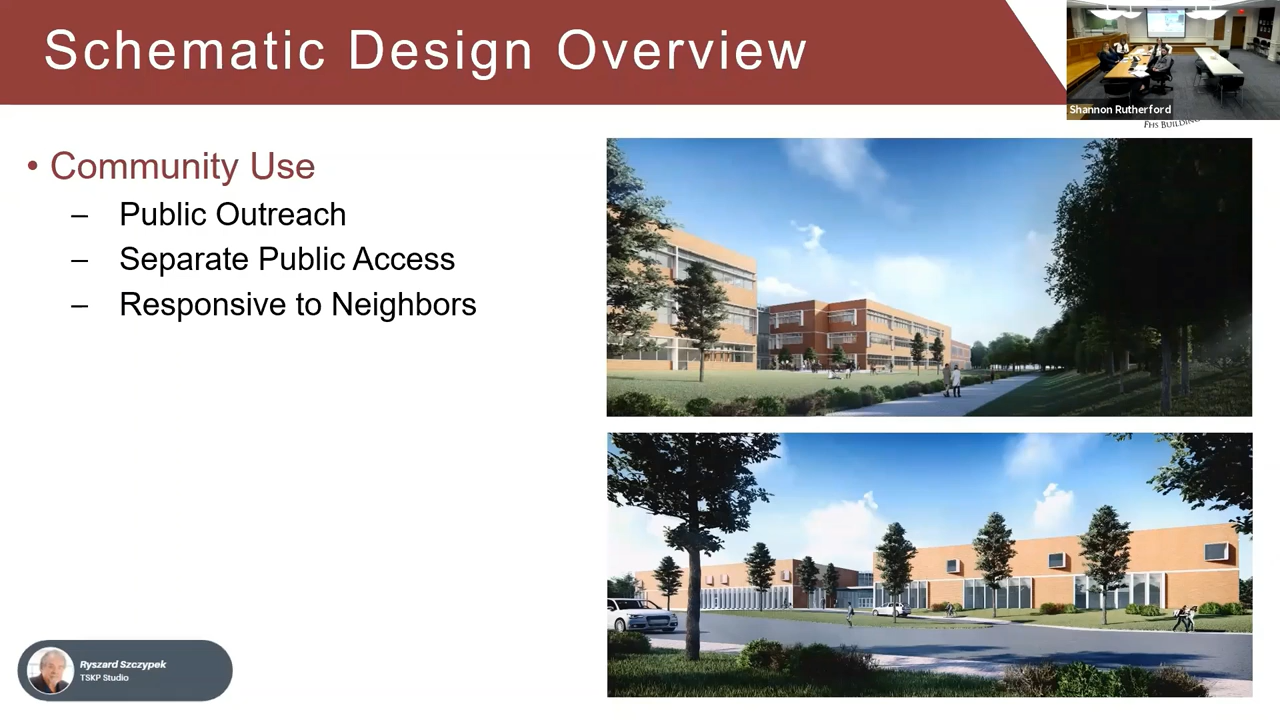 Schematic Design Overview
Shannon Rutherford
FHS BUILDING
• Community Use
– Public Outreach
– Separate Public Access
– Responsive to Neighbors
Ryszard Szczypek
TSKP Studio